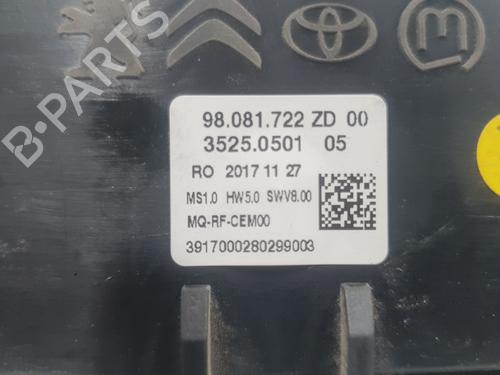 B-PARTS
98.081.722 ZD 00
3525.0501 05
RO 2017 11 27
MS1.0 HW5.0 SWV8.00
MQ-RF-CEM00
3917000280299003